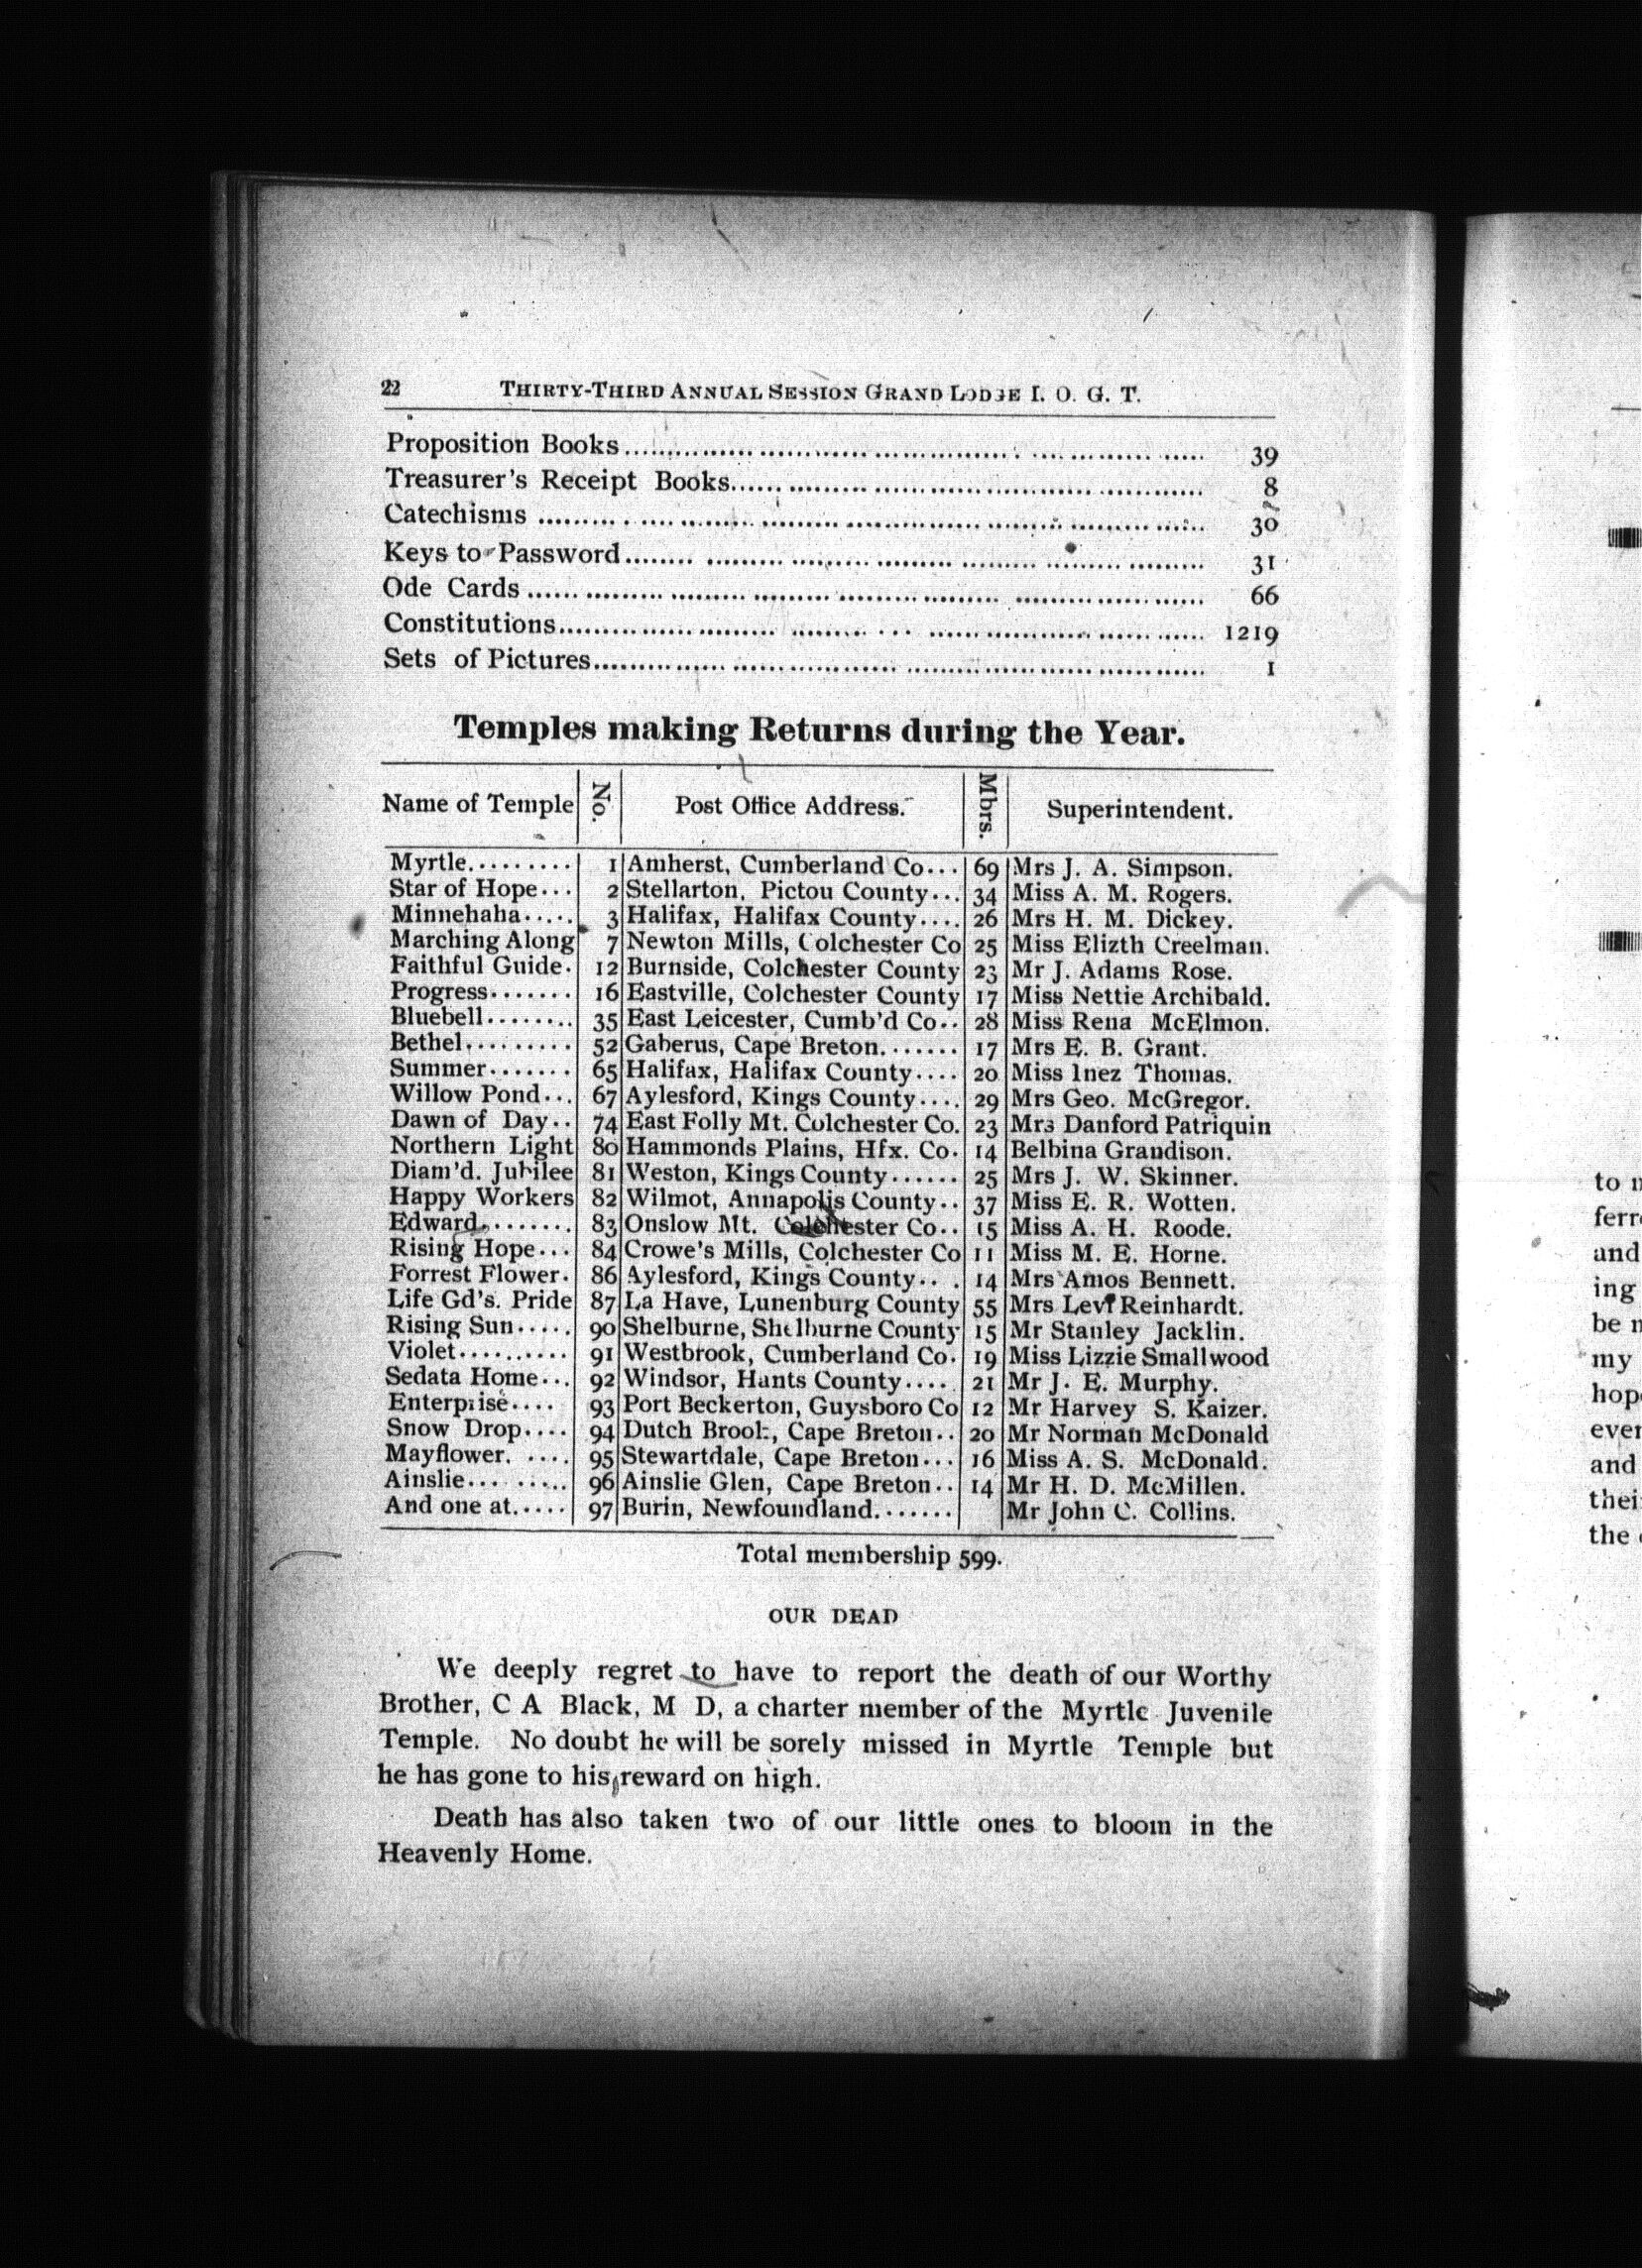 22 THIRTY-THIRD ANNUAL SESSION GRAND LODGE I. O. G. T.
Proposition Books 39
Treasurer's Receipt Books 8
Catechisms 30
Keys to Password 31
Ode Cards 66
Constitutions 1219
Sets of Pictures 1
Temples making Returns during the Year.
Name of Temple No. Post Office Address. Mbrs. Superintendent.
Myrtle 1 Amherst, Cumberland Co 69 Mrs J. A. Simpson.
Star of Hope 2 Stellarton, Pictou County 34 Miss A. M. Rogers.
Minnehaha 3 Halifax, Halifax County 26 Mrs H. M. Dickey.
Marching Along 7 Newton Mills, Colchester Co 25 Miss Elizth Creelman.
Faithful Guide 12 Burnside, Colchester County 23 Mr J. Adams Rose.
Progress 16 Eastville, Colchester County 17 Miss Nettie Archibald.
Bluebell 35 East Leicester, Cumb'd Co 28 Miss Rena McElmon.
Bethel 52 Gaberus, Cape Breton 17 Mrs E. B. Grant.
Summer 65 Halifax, Halifax County 20 Miss Inez Thomas.
Willow Pond 67 Aylesford, Kings County 29 Mrs Geo. McGregor.
Dawn of Day 74 East Folly Mt. Colchester Co. 23 Mrs Danford Patriquin
Northern Light 80 Hammonds Plains, Hfx. Co. 14 Belbina Grandison.
Diam'd. Jubilee 81 Weston, Kings County 25 Mrs J. W. Skinner.
Happy Workers 82 Wilmot, Annapolis County 37 Miss E. R. Wotten.
Edward 83 Onslow Mt. Colchester Co 15 Miss A. H. Roode.
Rising Hope 84 Crowe's Mills, Colchester Co 11 Miss M. E. Horne.
Forrest Flower 86 Aylesford, Kings County 14 Mrs Amos Bennett.
Life Gd's. Pride 87 La Have, Lunenburg County 55 Mrs Levi Reinhardt.
Rising Sun 90 Shelburne, Shelburne County 15 Mr Stanley Jacklin.
Violet 91 Westbrook, Cumberland Co. 19 Miss Lizzie Smallwood
Sedata Home 92 Windsor, Hants County 21 Mr J. E. Murphy.
Enterprise 93 Port Beckerton, Guysboro Co 12 Mr Harvey S. Kaizer.
Snow Drop 94 Dutch Brook, Cape Breton 20 Mr Norman McDonald
Mayflower. 95 Stewartdale, Cape Breton 16 Miss A. S. McDonald.
Ainslie 96 Ainslie Glen, Cape Breton 14 Mr H. D. McMillen.
And one at 97 Burin, Newfoundland Mr John C. Collins.
Total membership 599.
OUR DEAD
We deeply regret to have to report the death of our Worthy
Brother, C A Black, M D, a charter member of the Myrtle Juvenile
Temple. No doubt he will be sorely missed in Myrtle Temple but
he has gone to his reward on high.
Death has also taken two of our little ones to bloom in the
Heavenly Home.
to
and
ing
be
my
and
the